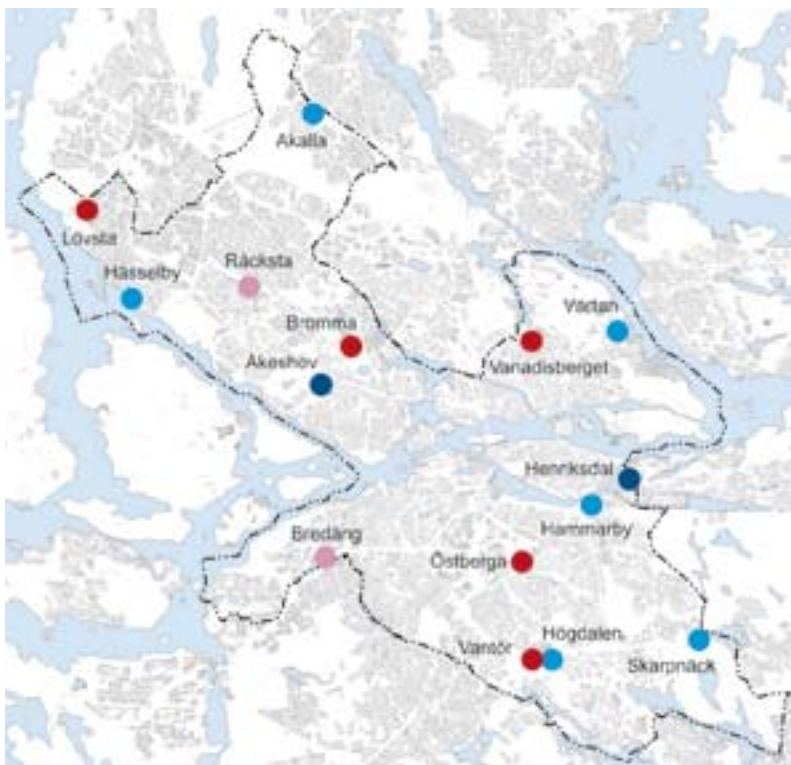 Akalla
Lövsta
Hässelby
Råcksta
Bromma
Åkeshov
Värtan
Vanadisberget
Henriksdal
Hammarby
Bredäng
Östberga
Vantör
Högdalen
Skarpnäck